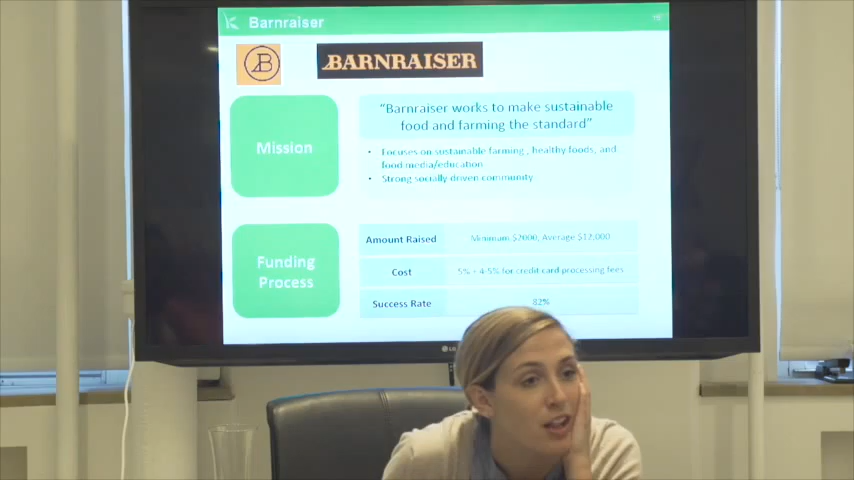 Barnraiser
B
BARNRAISER
Mission
“Barnraiser works to make sustainable
food and farming the standard”
• Focuses on sustainable farming , healthy foods, and
food media/education
• Strong socially driven community
Funding
Process
Amount Raised Minimum $2000, Average $12,000
Cost 5% + 4-5% for credit card processing fees
Success Rate 82%
LG